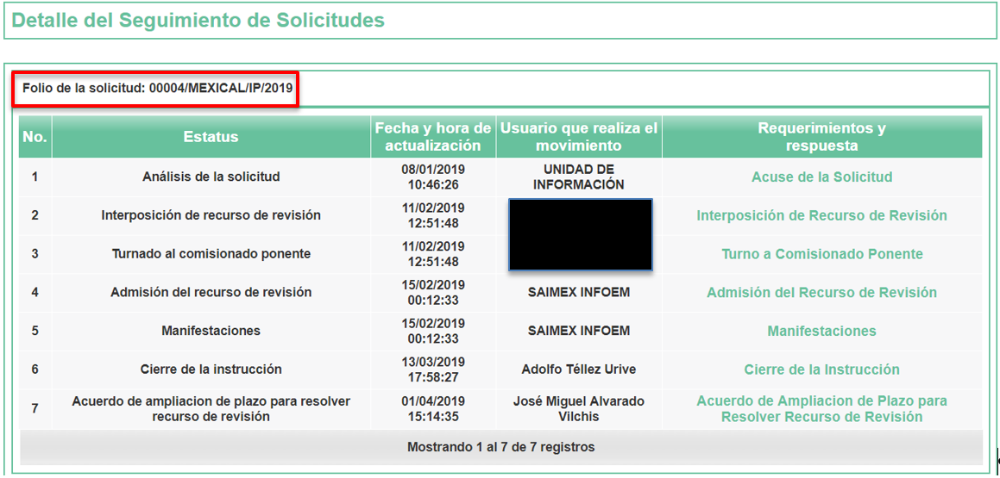 Detalle del Seguimiento de Solicitudes
Folio de la solicitud: 00004/MEXICAL/IP/2019
No.
Estatus
Fecha y hora de
actualización
Usuario que realiza el
movimiento
Requerimientos y
respuesta
1
Análisis de la solicitud
08/01/2019
10:46:26
UNIDAD DE
INFORMACIÓN
Acuse de la Solicitud
2
Interposición de recurso de revisión
11/02/2019
12:51:48
Interposición de Recurso de Revisión
3
Turnado al comisionado ponente
11/02/2019
12:51:48
Turno a Comisionado Ponente
4
Admisión del recurso de revisión
15/02/2019
00:12:33
SAIMEX INFOEM
Admisión del Recurso de Revisión
5
Manifestaciones
15/02/2019
00:12:33
SAIMEX INFOEM
Manifestaciones
6
Cierre de la instrucción
13/03/2019
17:58:27
Adolfo Téllez Urive
Cierre de la Instrucción
7
Acuerdo de ampliacion de plazo para resolver
recurso de revisión
01/04/2019
15:14:35
José Miguel Alvarado
Vilchis
Acuerdo de Ampliacion de Plazo para
Resolver Recurso de Revisión
Mostrando 1 al 7 de 7 registros